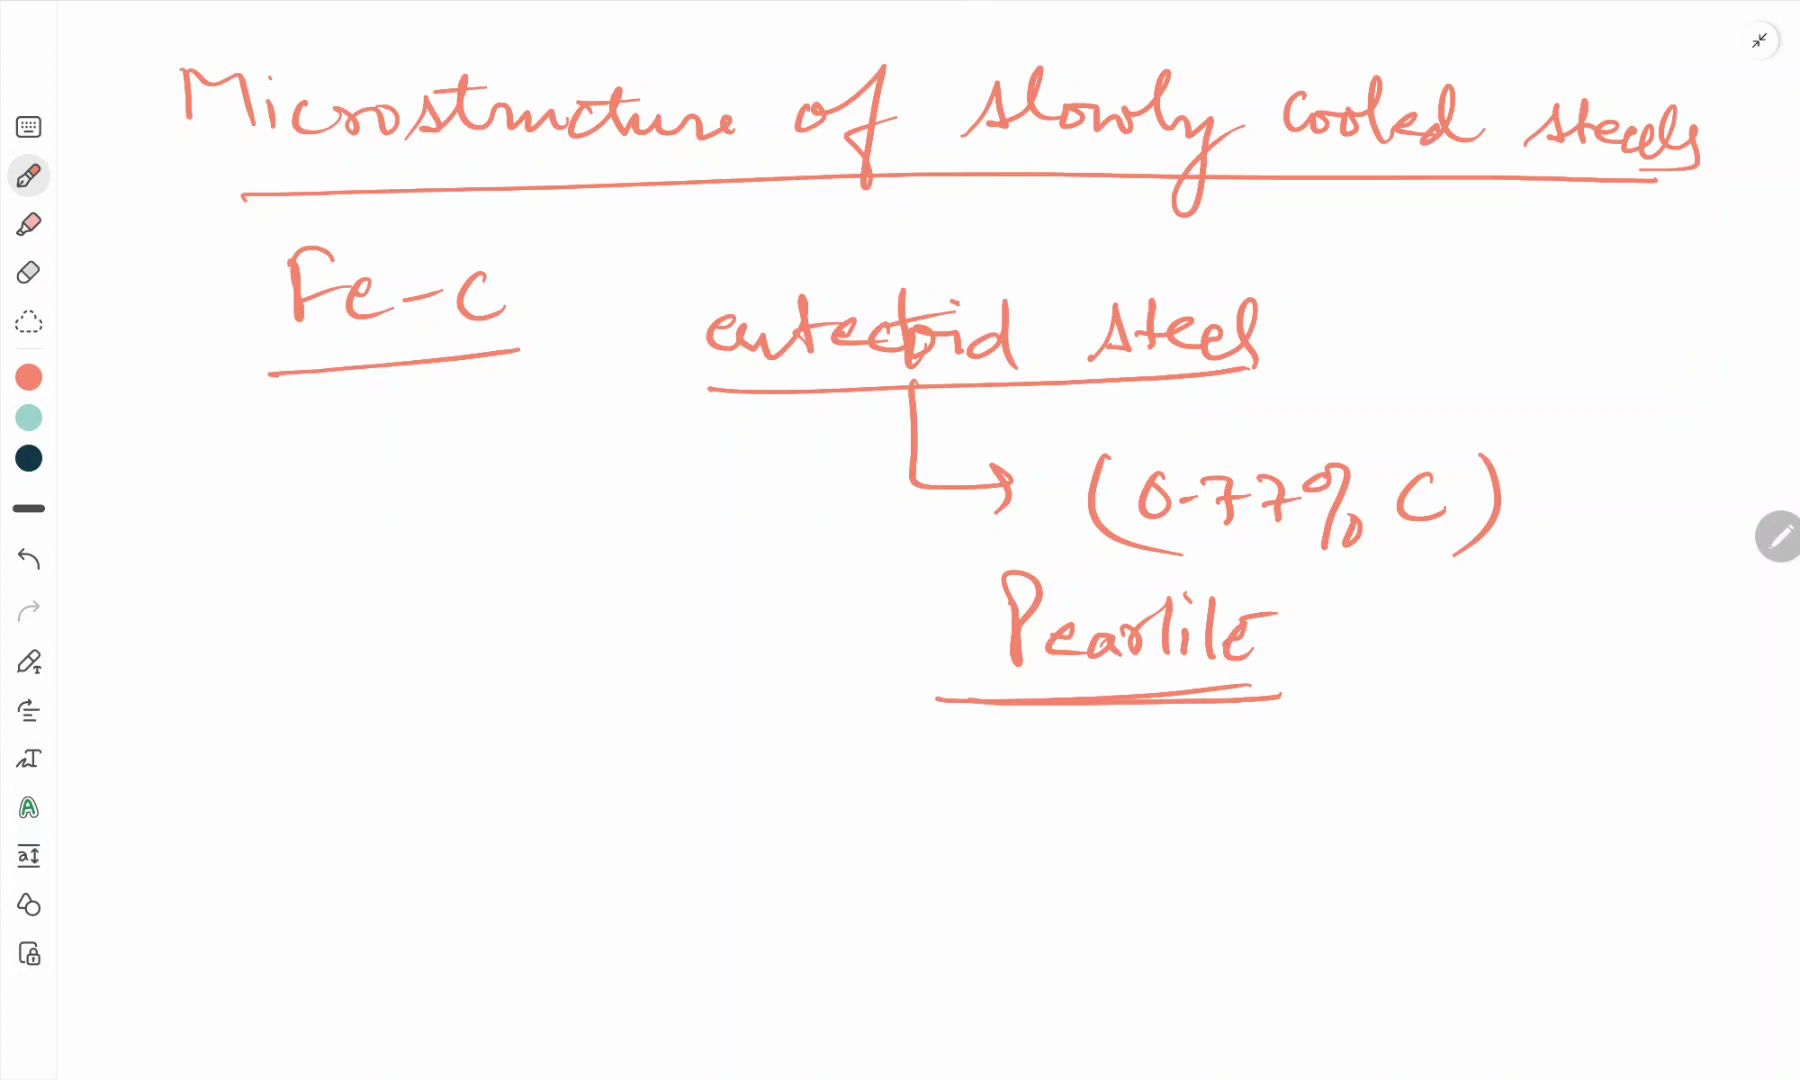 Microstructure of slowly cooled steels
Fe-C
eutectoid steel
(0.77% C)
Pearlite